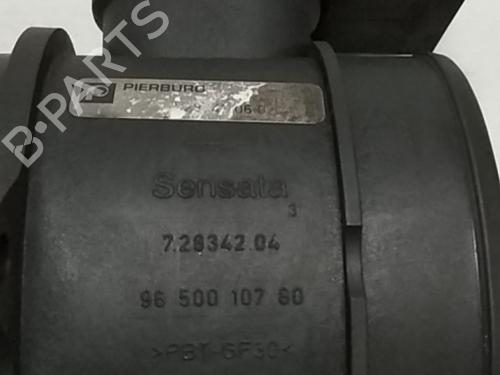 B-PARTS
PIERBURG
Sensata
3
7.28342.04
96 500 107 80
>PBT-GF30<